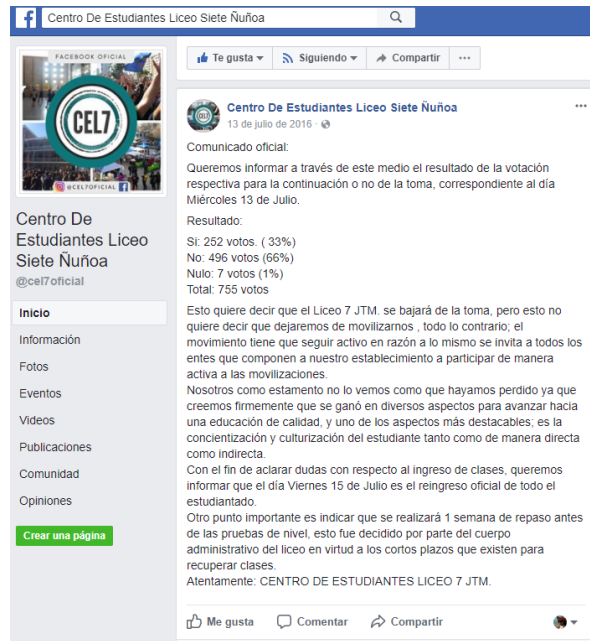 Centro De Estudiantes Liceo Siete Ñuñoa
FACEBOOK OFICIAL
CEL7
@CEL7OFICIAL
Te gusta
Siguiendo
Compartir
Centro De
Estudiantes Liceo
Siete Ñuñoa
@cel7oficial
Inicio
Información
Fotos
Eventos
Videos
Publicaciones
Comunidad
Opiniones
Crear una página
Centro De Estudiantes Liceo Siete Ñuñoa
13 de julio de 2016 ·
Comunicado oficial:
Queremos informar a través de este medio el resultado de la votación
respectiva para la continuación o no de la toma, correspondiente al día
Miércoles 13 de Julio.
Resultado:
Si: 252 votos. ( 33%)
No: 496 votos (66%)
Nulo: 7 votos (1%)
Total: 755 votos
Esto quiere decir que el Liceo 7 JTM. se bajará de la toma, pero esto no
quiere decir que dejaremos de movilizarnos , todo lo contrario; el
movimiento tiene que seguir activo en razón a lo mismo se invita a todos los
entes que componen a nuestro establecimiento a participar de manera
activa a las movilizaciones.
Nosotros como estamento no lo vemos como que hayamos perdido ya que
creemos firmemente que se ganó en diversos aspectos para avanzar hacia
una educación de calidad, y uno de los aspectos más destacables; es la
concientización y culturización del estudiante tanto como de manera directa
como indirecta.
Con el fin de aclarar dudas con respecto al ingreso de clases, queremos
informar que el día Viernes 15 de Julio es el reingreso oficial de todo el
estudiantado.
Otro punto importante es indicar que se realizará 1 semana de repaso antes
de las pruebas de nivel, esto fue decidido por parte del cuerpo
administrativo del liceo en virtud a los cortos plazos que existen para
recuperar clases.
Atentamente: CENTRO DE ESTUDIANTES LICEO 7 JTM.
Me gusta
Comentar
Compartir